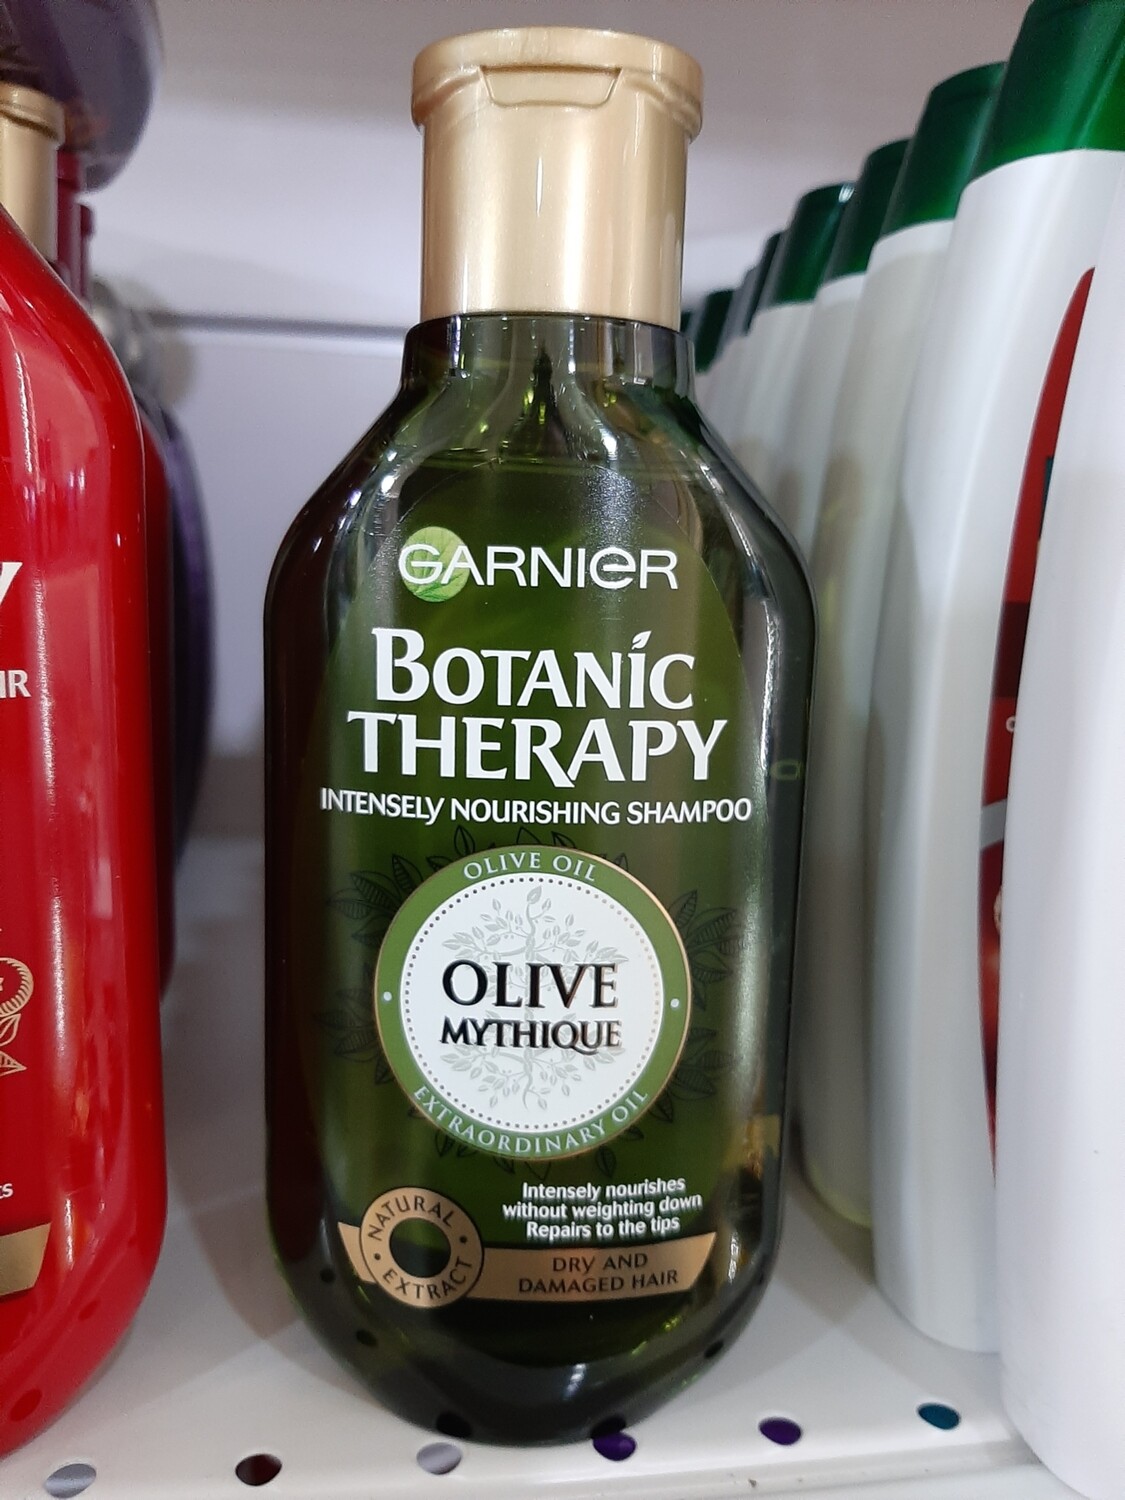 GARNIER
BOTANIC
THERAPY
INTENSELY NOURISHING SHAMPOO
OLIVE OIL
OLIVE
MYTHIQUE
EXTRAORDINARY OIL
Intensely nourishes
without weighting down
Repairs to the tips
NATURAL
EXTRACT
DRY AND
DAMAGED HAIR